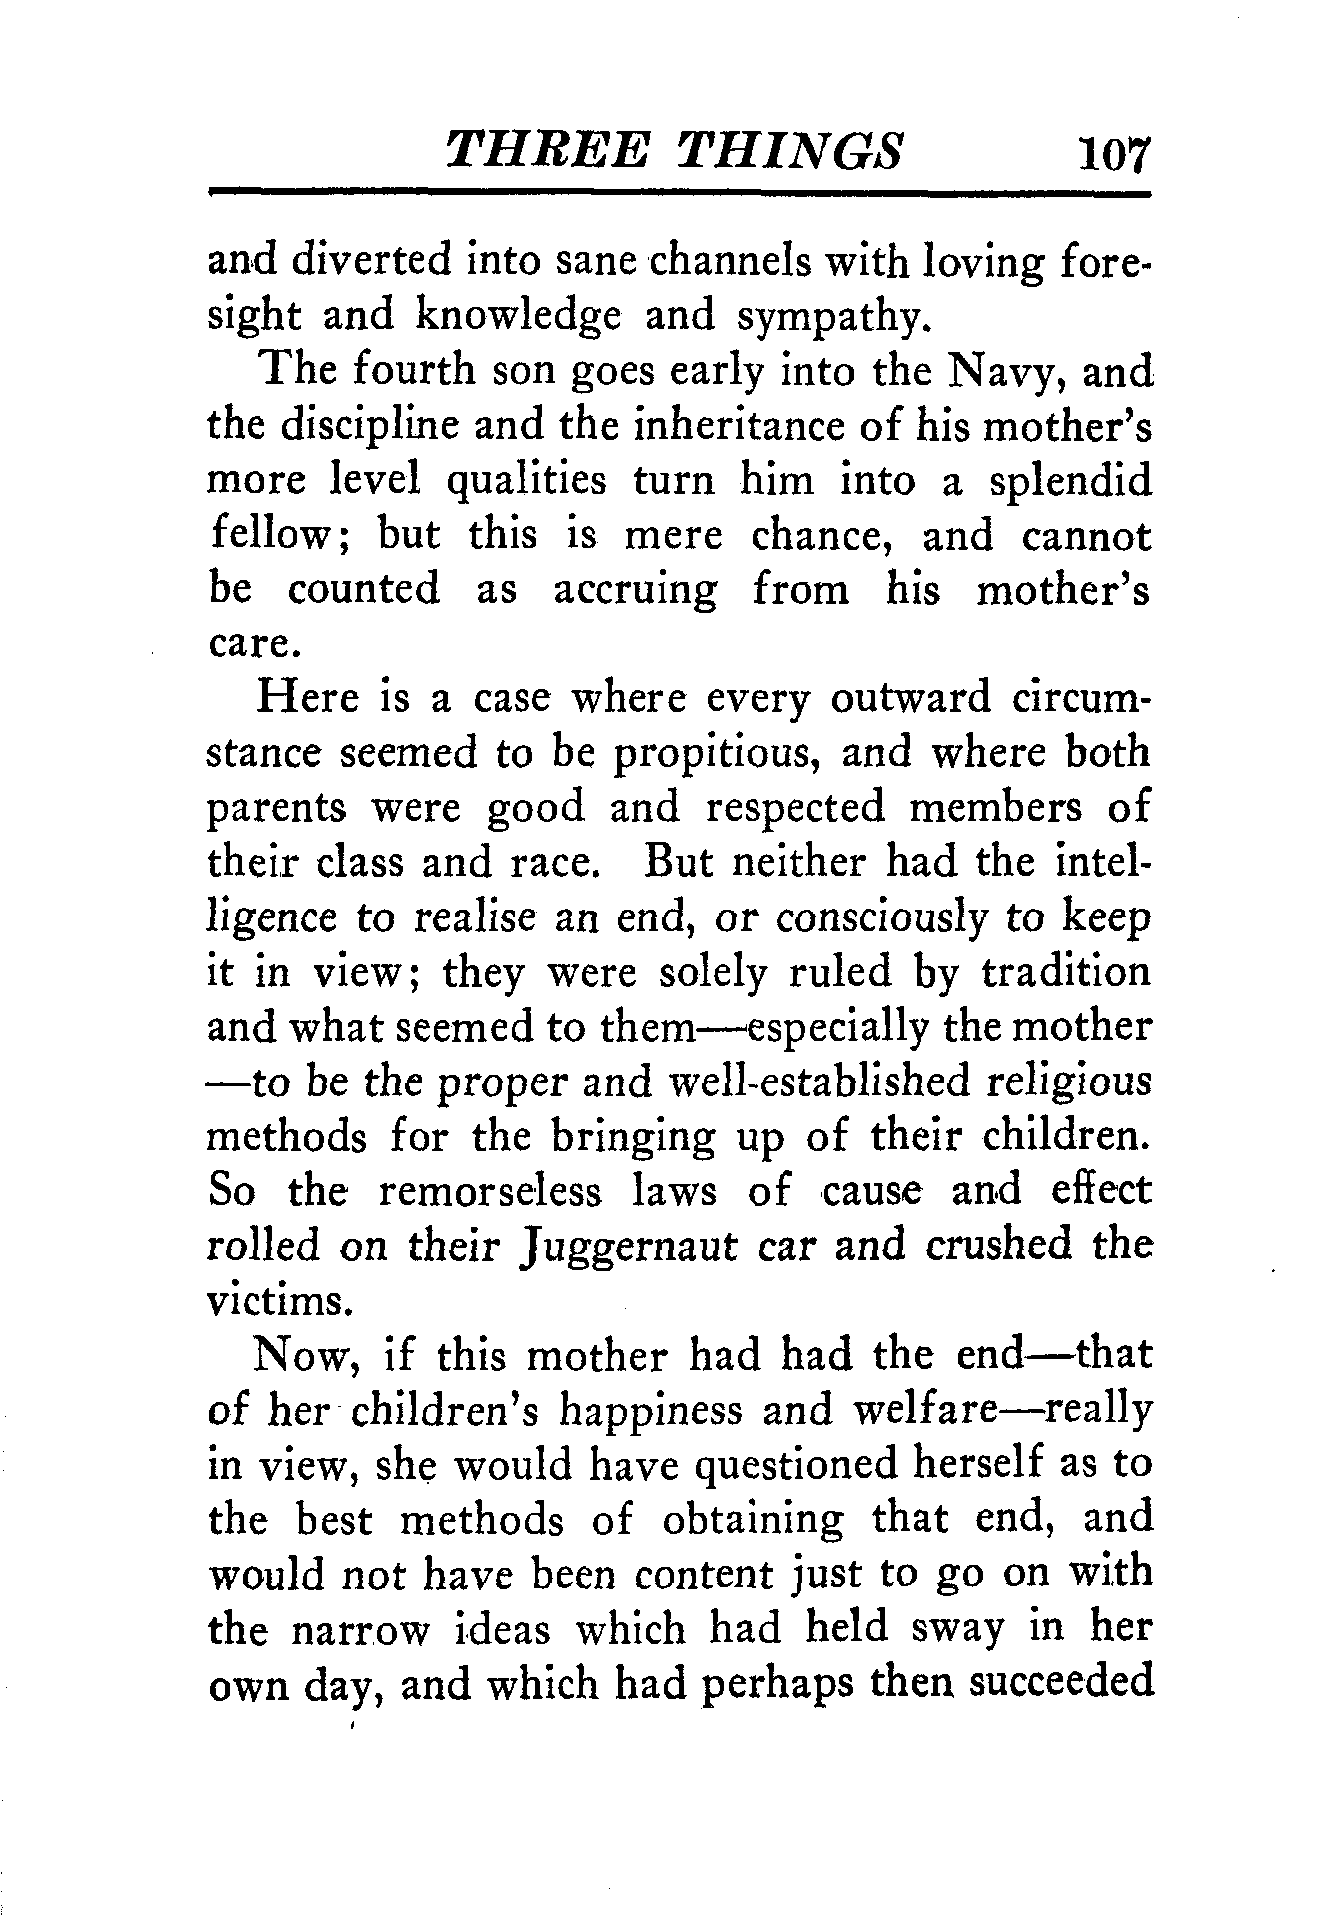 THREE THINGS 107
and diverted into sane channels with loving fore-
sight and knowledge and sympathy.
The fourth son goes early into the Navy, and
the discipline and the inheritance of his mother's
more level qualities turn him into a splendid
fellow; but this is mere chance, and cannot
be counted as accruing from his mother's
care.
Here is a case where every outward circum-
stance seemed to be propitious, and where both
parents were good and respected members of
their class and race. But neither had the intel-
ligence to realise an end, or consciously to keep
it in view; they were solely ruled by tradition
and what seemed to them—especially the mother
—to be the proper and well-established religious
methods for the bringing up of their children.
So the remorseless laws of cause and effect
rolled on their Juggernaut car and crushed the
victims.
Now, if this mother had had the end—that
of her children's happiness and welfare—really
in view, she would have questioned herself as to
the best methods of obtaining that end, and
would not have been content just to go on with
the narrow ideas which had held sway in her
own day, and which had perhaps then succeeded